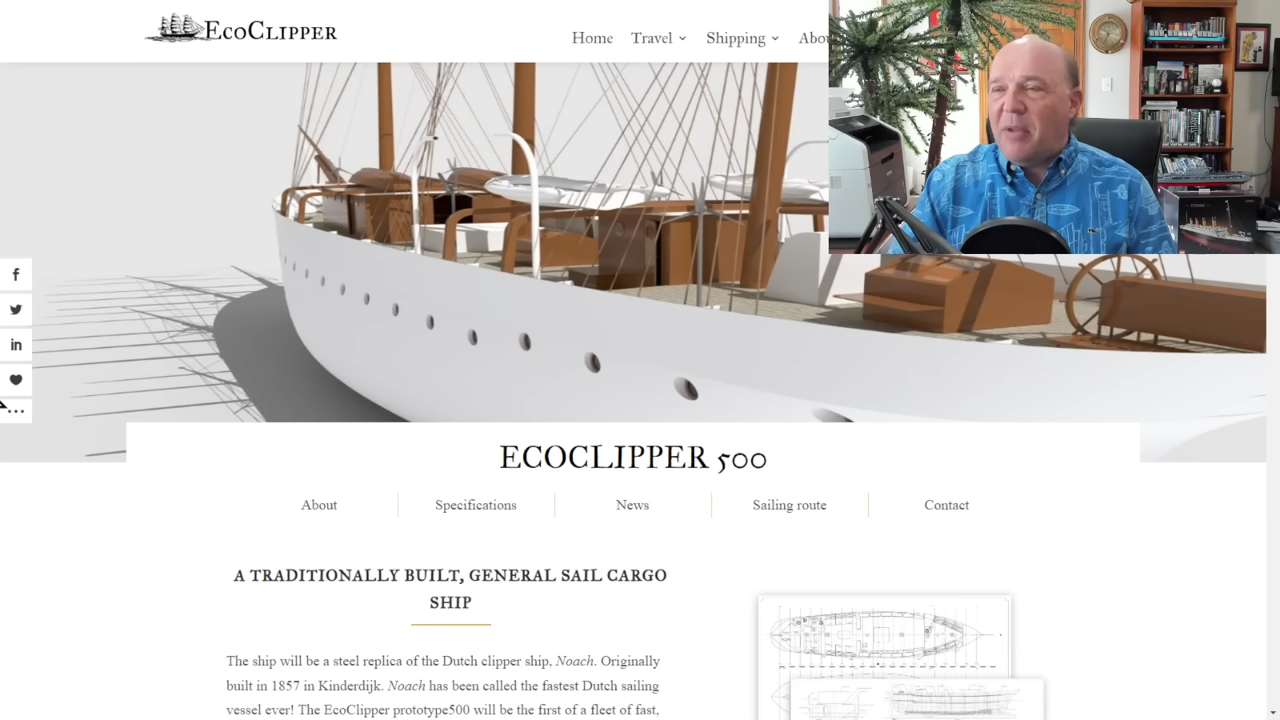 EcoClipper
Home Travel Shipping Abou
ECOCLIPPER 500
About Specifications News Sailing route Contact
A TRADITIONALLY BUILT, GENERAL SAIL CARGO
SHIP
The ship will be a steel replica of the Dutch clipper ship, Noach. Originally
built in 1857 in Kinderdijk. Noach has been called the fastest Dutch sailing
vessel ever! The EcoClipper prototype500 will be the first of a fleet of fast,